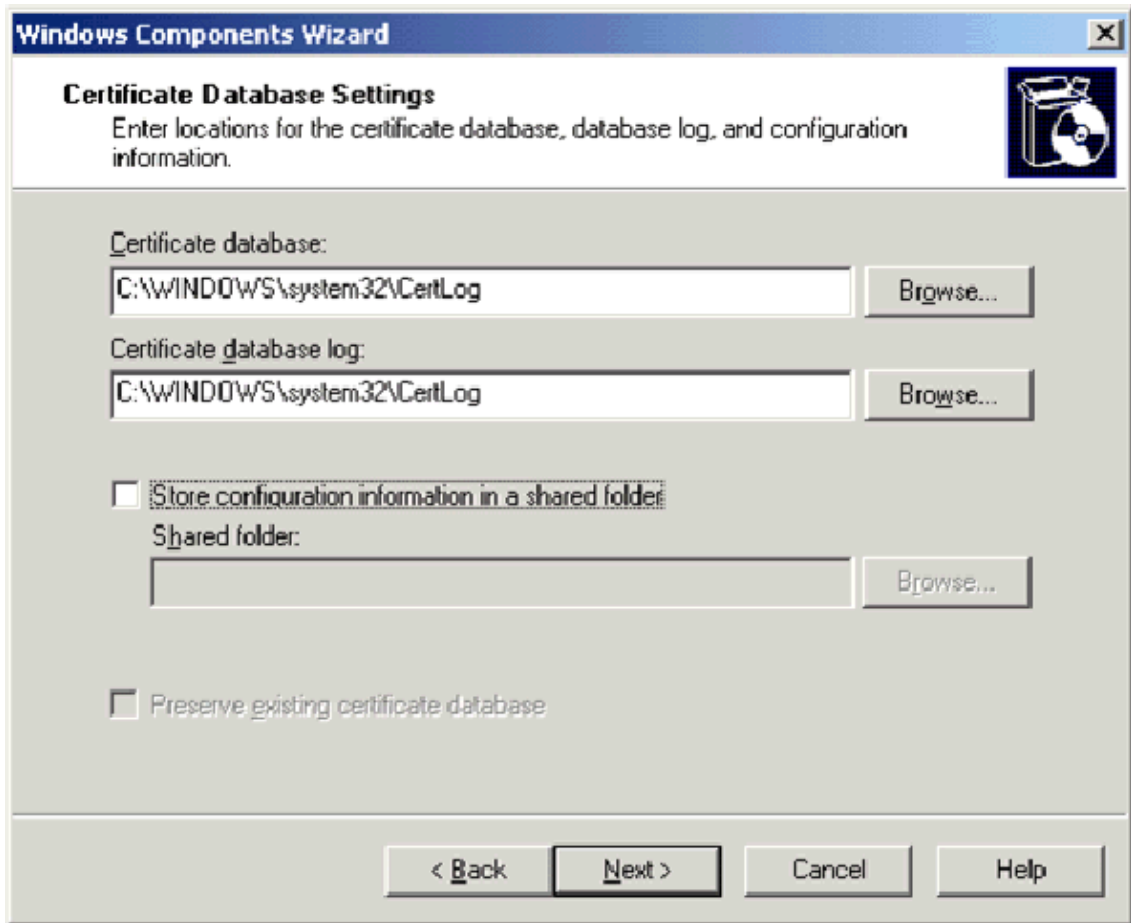 Windows Components Wizard
Certificate Database Settings
Enter locations for the certificate database, database log, and configuration
information.
Certificate database:
C:\WINDOWS\system32\CertLog
Browse...
Certificate database log:
C:\WINDOWS\system32\CertLog
Browse...
Store configuration information in a shared folder
Shared folder:
Browse...
Preserve existing certificate database
< Back Next > Cancel Help